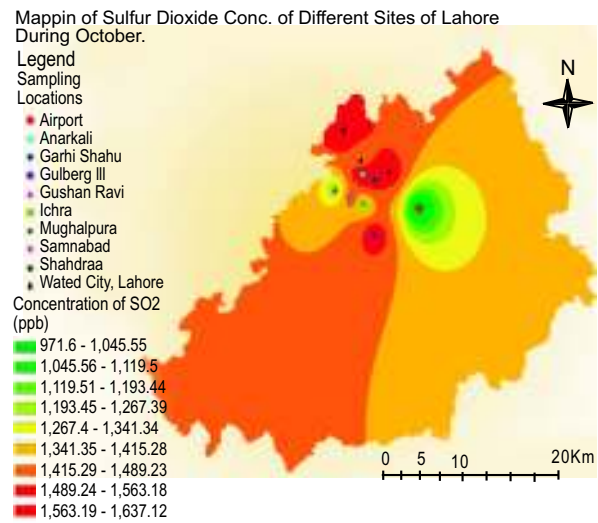 Mappin of Sulfur Dioxide Conc. of Different Sites of Lahore
During October.
Legend
Sampling
Locations
Airport
Anarkali
Garhi Shahu
Gulberg III
Gushan Ravi
Ichra
Mughalpura
Samnabad
Shahdraa
Wated City, Lahore
Concentration of SO2
(ppb)
971.6 - 1,045.55
1,045.56 - 1,119.5
1,119.51 - 1,193.44
1,193.45 - 1,267.39
1,267.4 - 1,341.34
1,341.35 - 1,415.28
1,415.29 - 1,489.23
1,489.24 - 1,563.18
1,563.19 - 1,637.12
N
0 5 10 20Km